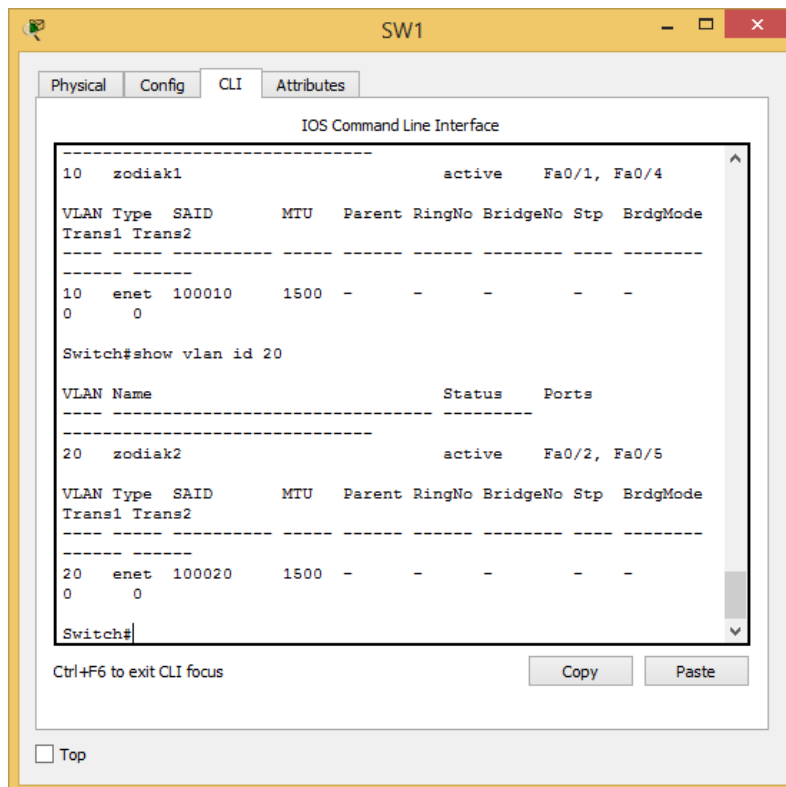 SW1
Physical Config CLI Attributes
IOS Command Line Interface
-------------------------------
10 zodiak1 active Fa0/1, Fa0/4
VLAN Type SAID MTU Parent RingNo BridgeNo Stp BrdgMode
Trans1 Trans2
---- ----- ---------- ----- ------ ------ -------- ---- --------
------ ------
10 enet 100010 1500 - - - - -
0 0
Switch#show vlan id 20
VLAN Name Status Ports
---- -------------------------------- ---------
-------------------------------
20 zodiak2 active Fa0/2, Fa0/5
VLAN Type SAID MTU Parent RingNo BridgeNo Stp BrdgMode
Trans1 Trans2
---- ----- ---------- ----- ------ ------ -------- ---- --------
------ ------
20 enet 100020 1500 - - - - -
0 0
Switch#
Ctrl+F6 to exit CLI focus Copy Paste
Top